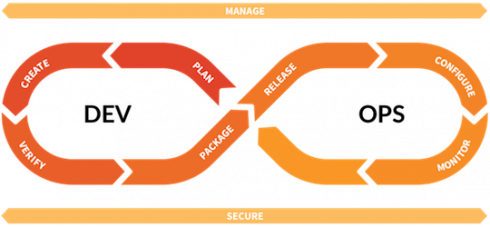 MANAGE
PLAN
CREATE
VERIFY
PACKAGE
RELEASE
CONFIGURE
MONITOR
DEV
OPS
SECURE